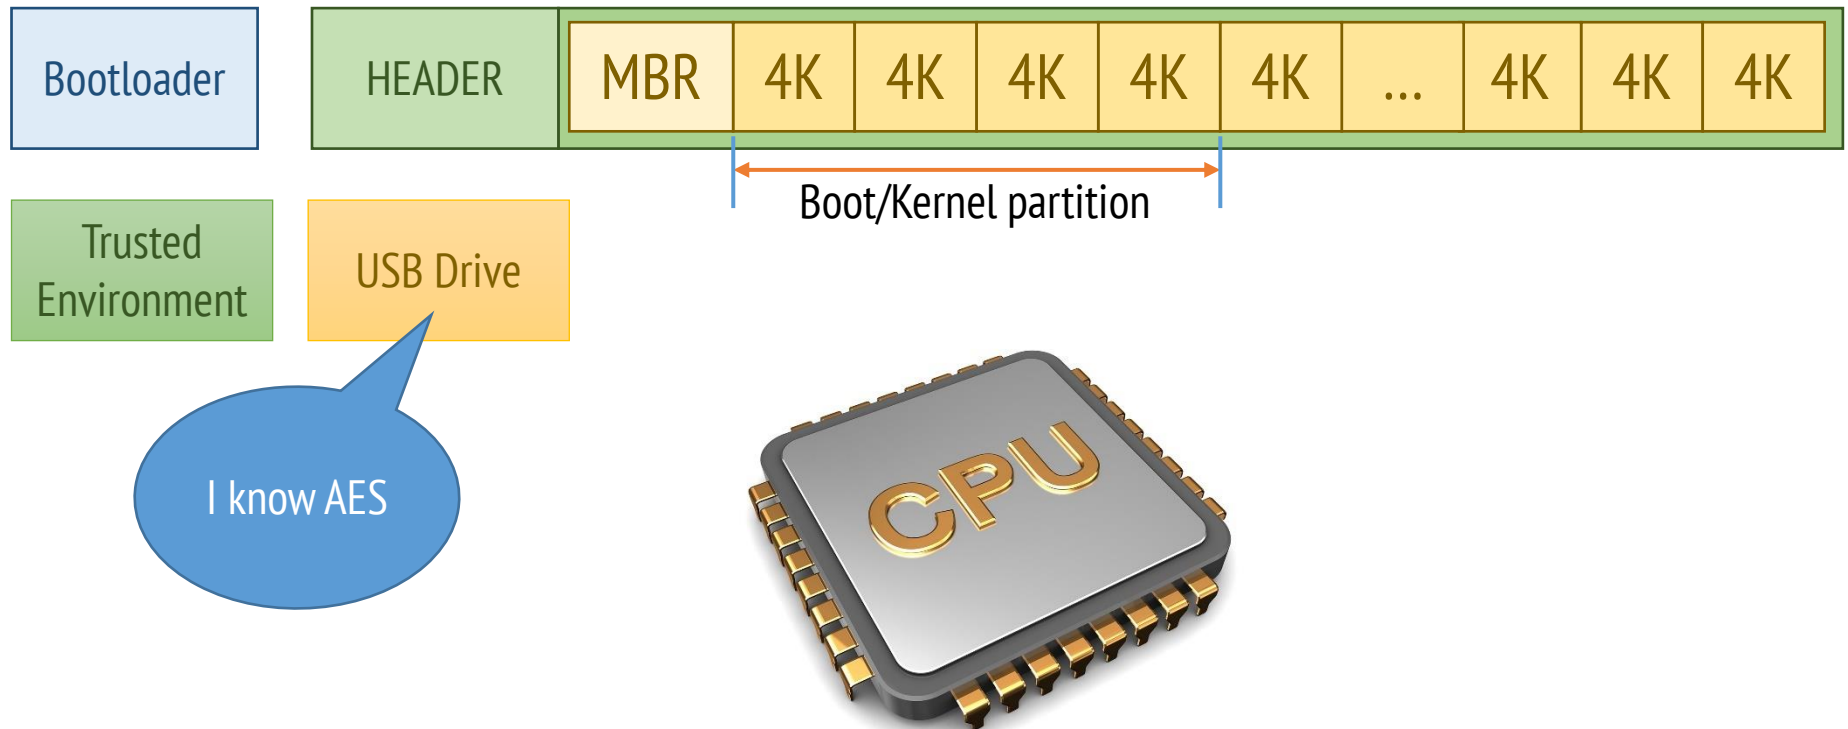 Bootloader
HEADER
MBR 4K 4K 4K 4K 4K ... 4K 4K 4K
Boot/Kernel partition
Trusted
Environment
USB Drive
I know AES
CPU